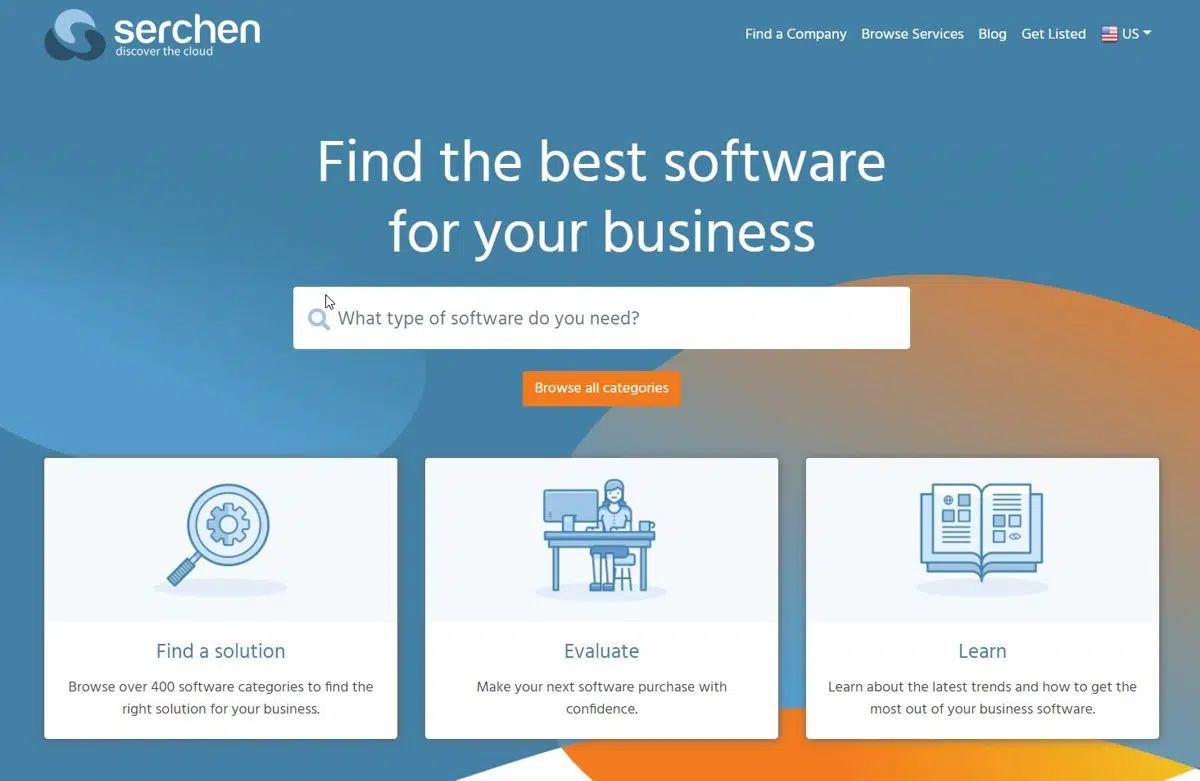 serchen
discover the cloud
Find a Company
Browse Services
Blog
Get Listed
US
Find the best software
for your business
What type of software do you need?
Browse all categories
Find a solution
Browse over 400 software categories to find the
right solution for your business.
Evaluate
Make your next software purchase with
confidence.
Learn
Learn about the latest trends and how to get the
most out of your business software.